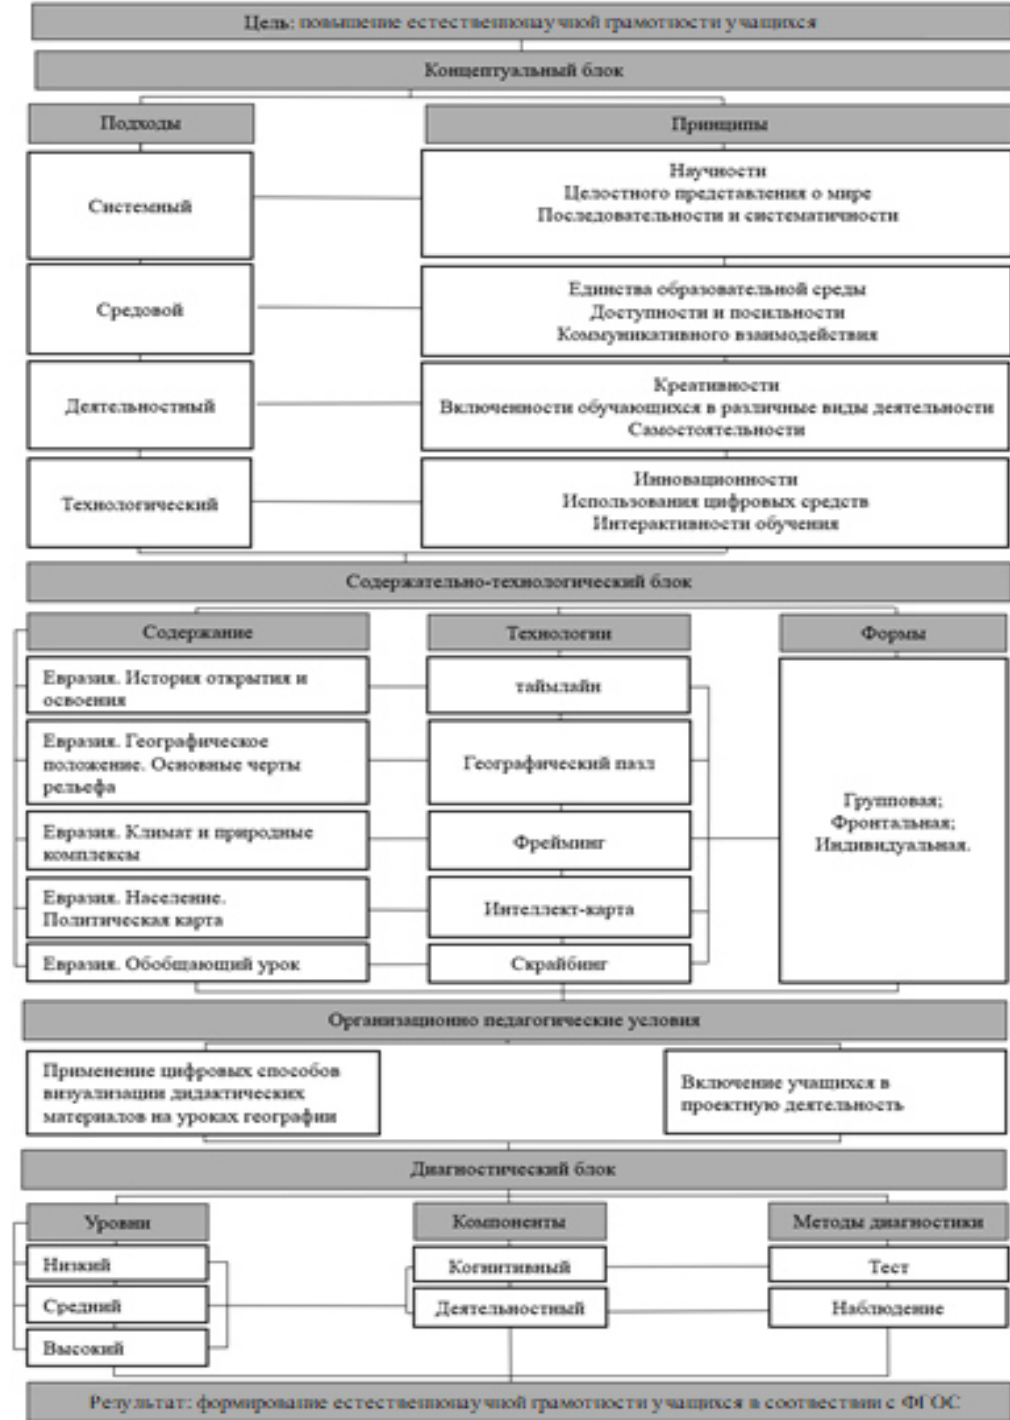 Цель: повышение естественнонаучной грамотности учащихся
Концептуальный блок
Подходы
Принципы
Системный
Научности
Целостного представления о мире
Последовательности и систематичности
Средовой
Единства образовательной среды
Доступности и посильности
Коммуникативного взаимодействия
Деятельностный
Креативности
Включенности обучающихся в различные виды деятельности
Самостоятельности
Технологический
Инновационности
Использования цифровых средств
Интерактивности обучения
Содержательно-технологический блок
Содержание
Технологии
Формы
Евразия. История открытия и
освоения
таймлайн
Евразия. Географическое
положение. Основные черты
рельефа
Географический пазл
Евразия. Климат и природные
комплексы
Фрейминг
Евразия. Население.
Политическая карта
Интеллект-карта
Евразия. Обобщающий урок
Скрайбинг
Групповая;
Фронтальная;
Индивидуальная.
Организационно педагогические условия
Применение цифровых способов
визуализации дидактических
материалов на уроках географии
Включение учащихся в
проектную деятельность
Диагностический блок
Уровни
Компоненты
Методы диагностики
Низкий
Когнитивный
Тест
Средний
Деятельностный
Наблюдение
Высокий
Результат: формирование естественнонаучной грамотности учащихся в соотвествии с ФГОС